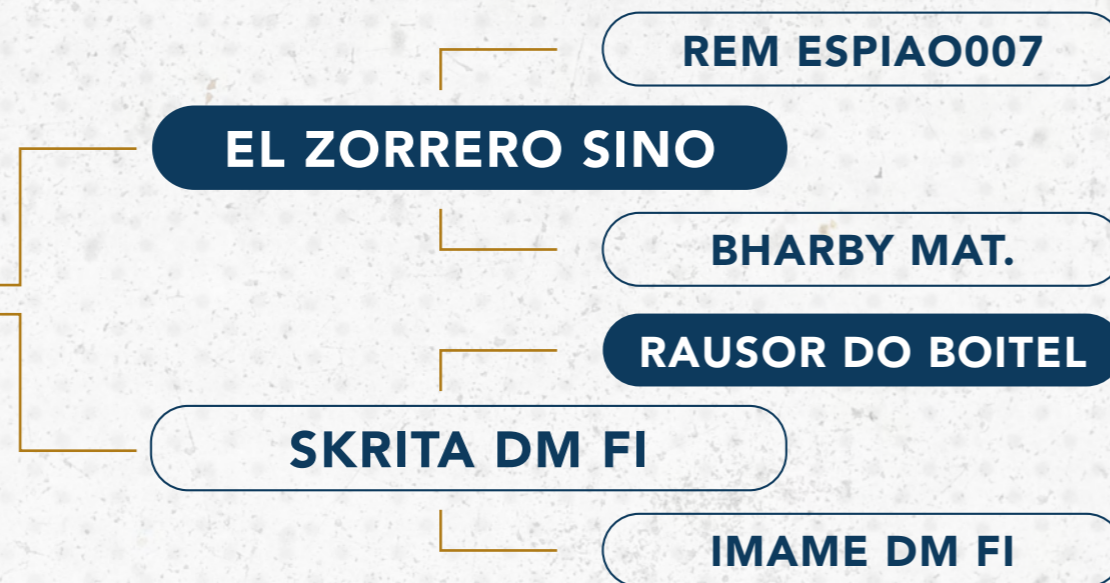 REM ESPIAO007
EL ZORRERO SINO
BHARBY MAT.
RAUSOR DO BOITEL
SKRITA DM FI
IMAME DM FI